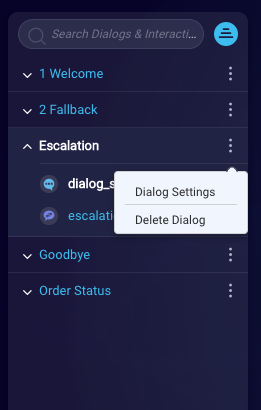 Search Dialogs & Interacti...
1 Welcome
2 Fallback
Escalation
dialog_s
Dialog Settings
escalati
Delete Dialog
Goodbye
Order Status